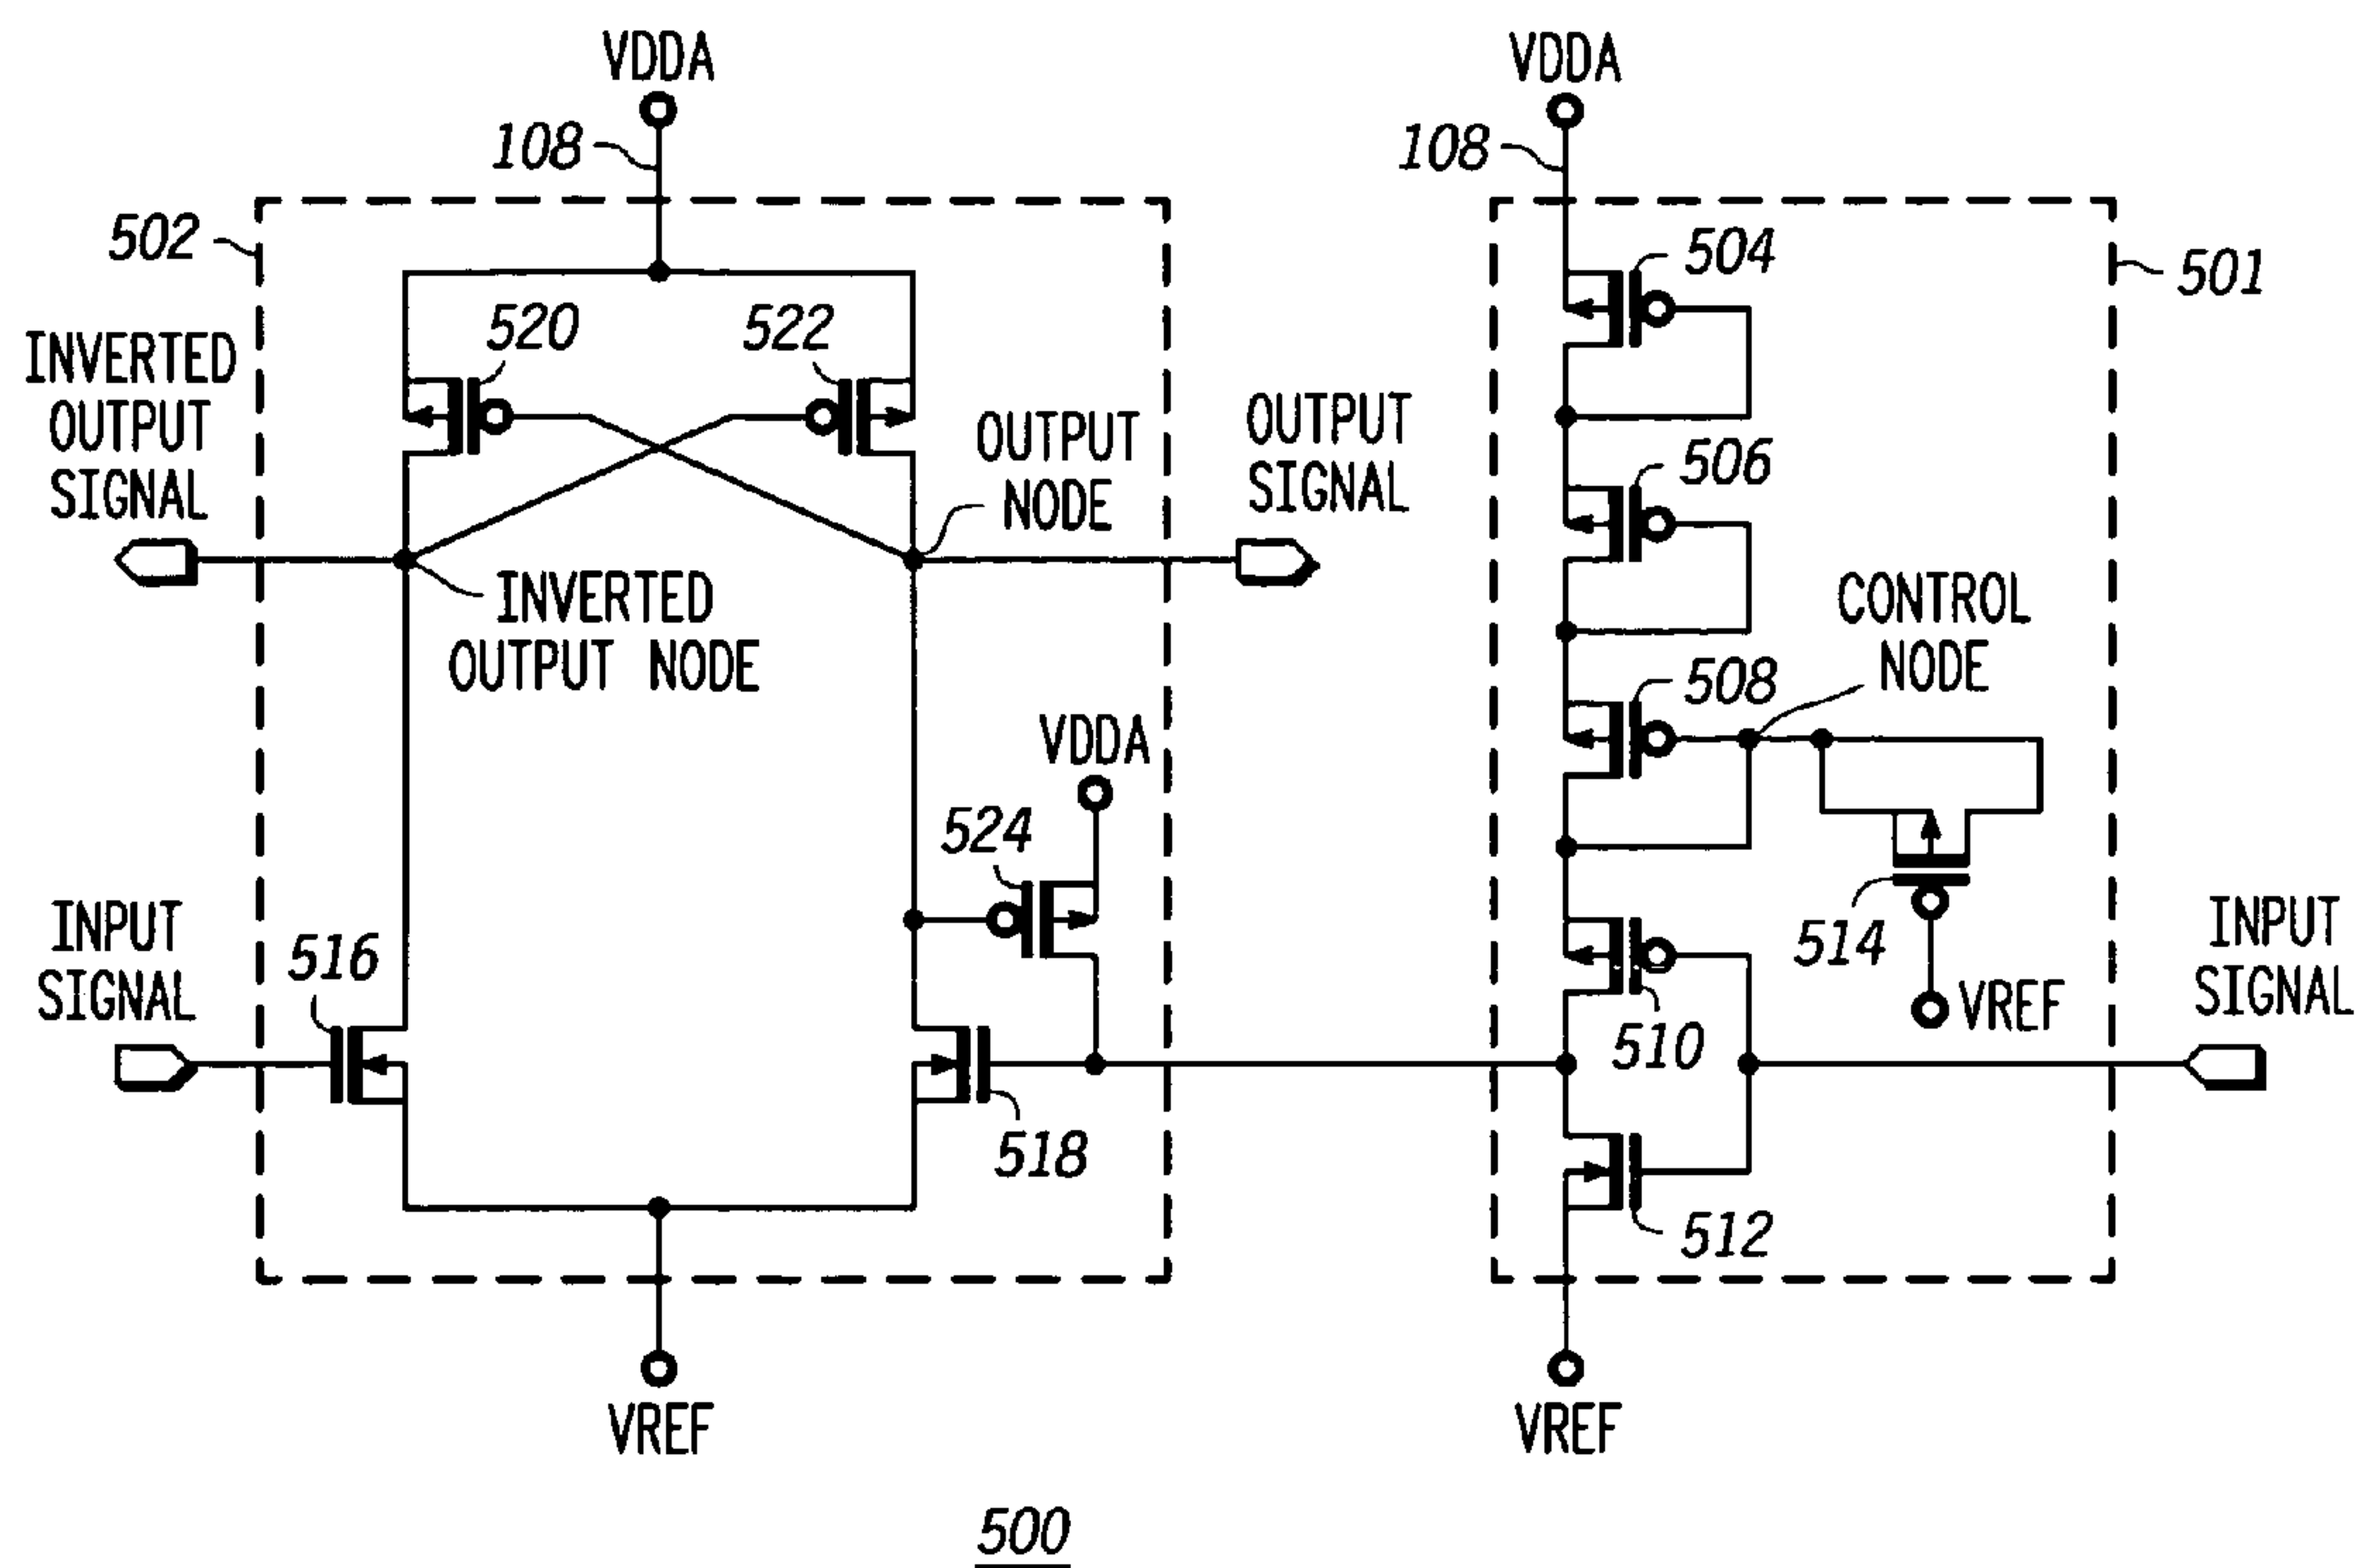 VDDA
108
502
520
522
INVERTED
OUTPUT
SIGNAL
OUTPUT
NODE
OUTPUT
SIGNAL
INVERTED
OUTPUT NODE
VDDA
524
INPUT
SIGNAL
516
518
VREF
VDDA
108
504
501
506
CONTROL
NODE
508
514
VREF
INPUT
SIGNAL
510
512
VREF
500